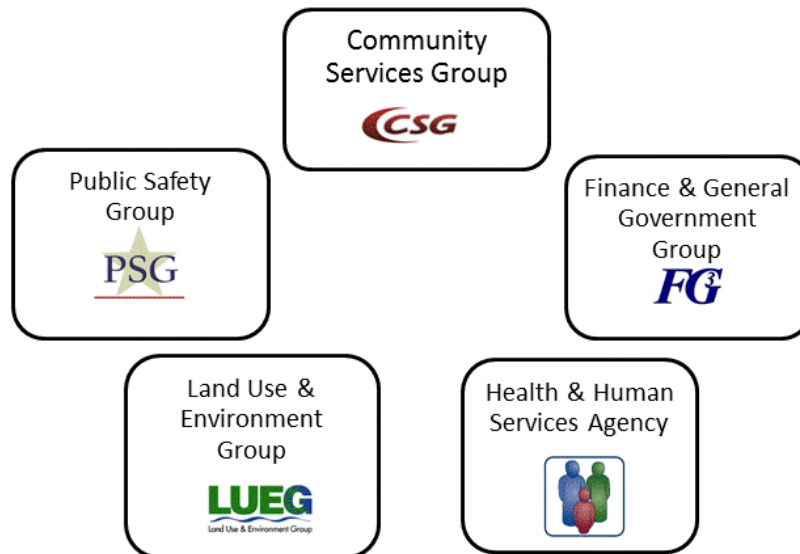 Community
Services Group
CSG
Public Safety
Group
PSG
Finance & General
Government
Group
FG3
Land Use &
Environment
Group
LUEG
Land Use & Environment Group
Health & Human
Services Agency